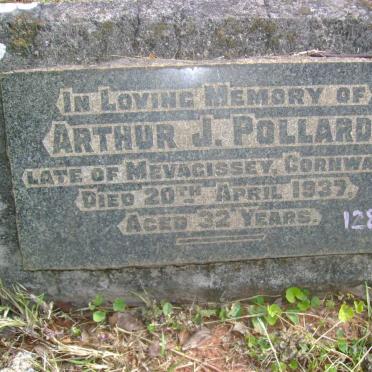 IN LOVING MEMORY OF
ARTHUR J. POLLARD
LATE OF MEVAGISSEY, CORNWA
DIED 20TH APRIL 1937.
AGED 32 YEARS.
128